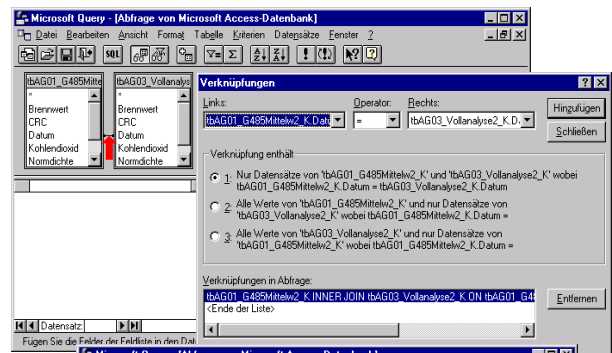 Microsoft Query - [Abfrage von Microsoft Access-Datenbank]
Datei Bearbeiten Ansicht Format Tabelle Kriterien Datensätze Fenster ?
SQL
tbAG01_G485Mitte
*
Brennwert
CRC
Datum
Kohlendioxid
Normdichte
tbAG03_Vollanalys
*
Brennwert
CRC
Datum
Kohlendioxid
Normdichte
Verknüpfungen
Links: Operator: Rechts:
tbAG01_G485Mittelw2_K.Datu = tbAG03_Vollanalyse2_K.D
Hinzufügen
Schließen
Verknüpfung enthält
1: Nur Datensätze von 'tbAG01_G485Mittelw2_K' und 'tbAG03_Vollanalyse2_K' wobei
tbAG01_G485Mittelw2_K.Datum = tbAG03_Vollanalyse2_K.Datum
2: Alle Werte von 'tbAG01_G485Mittelw2_K' und nur Datensätze von
'tbAG03_Vollanalyse2_K' wobei tbAG01_G485Mittelw2_K.Datum =
3: Alle Werte von 'tbAG03_Vollanalyse2_K' und nur Datensätze von
'tbAG01_G485Mittelw2_K' wobei tbAG01_G485Mittelw2_K.Datum =
Verknüpfungen in Abfrage:
tbAG01_G485Mittelw2_K INNER JOIN tbAG03_Vollanalyse2_K ON tbAG01_G48
<Ende der Liste>
Entfernen
Datensatz:
Fügen Sie die Felder der Feldliste in den Dat